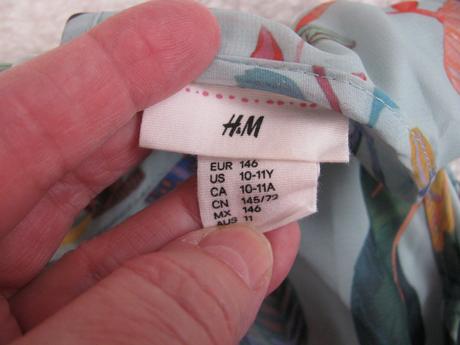 H&M
EUR 146
US 10-11Y
CA 10-11A
CN 145/72
MX 146
AUS 11